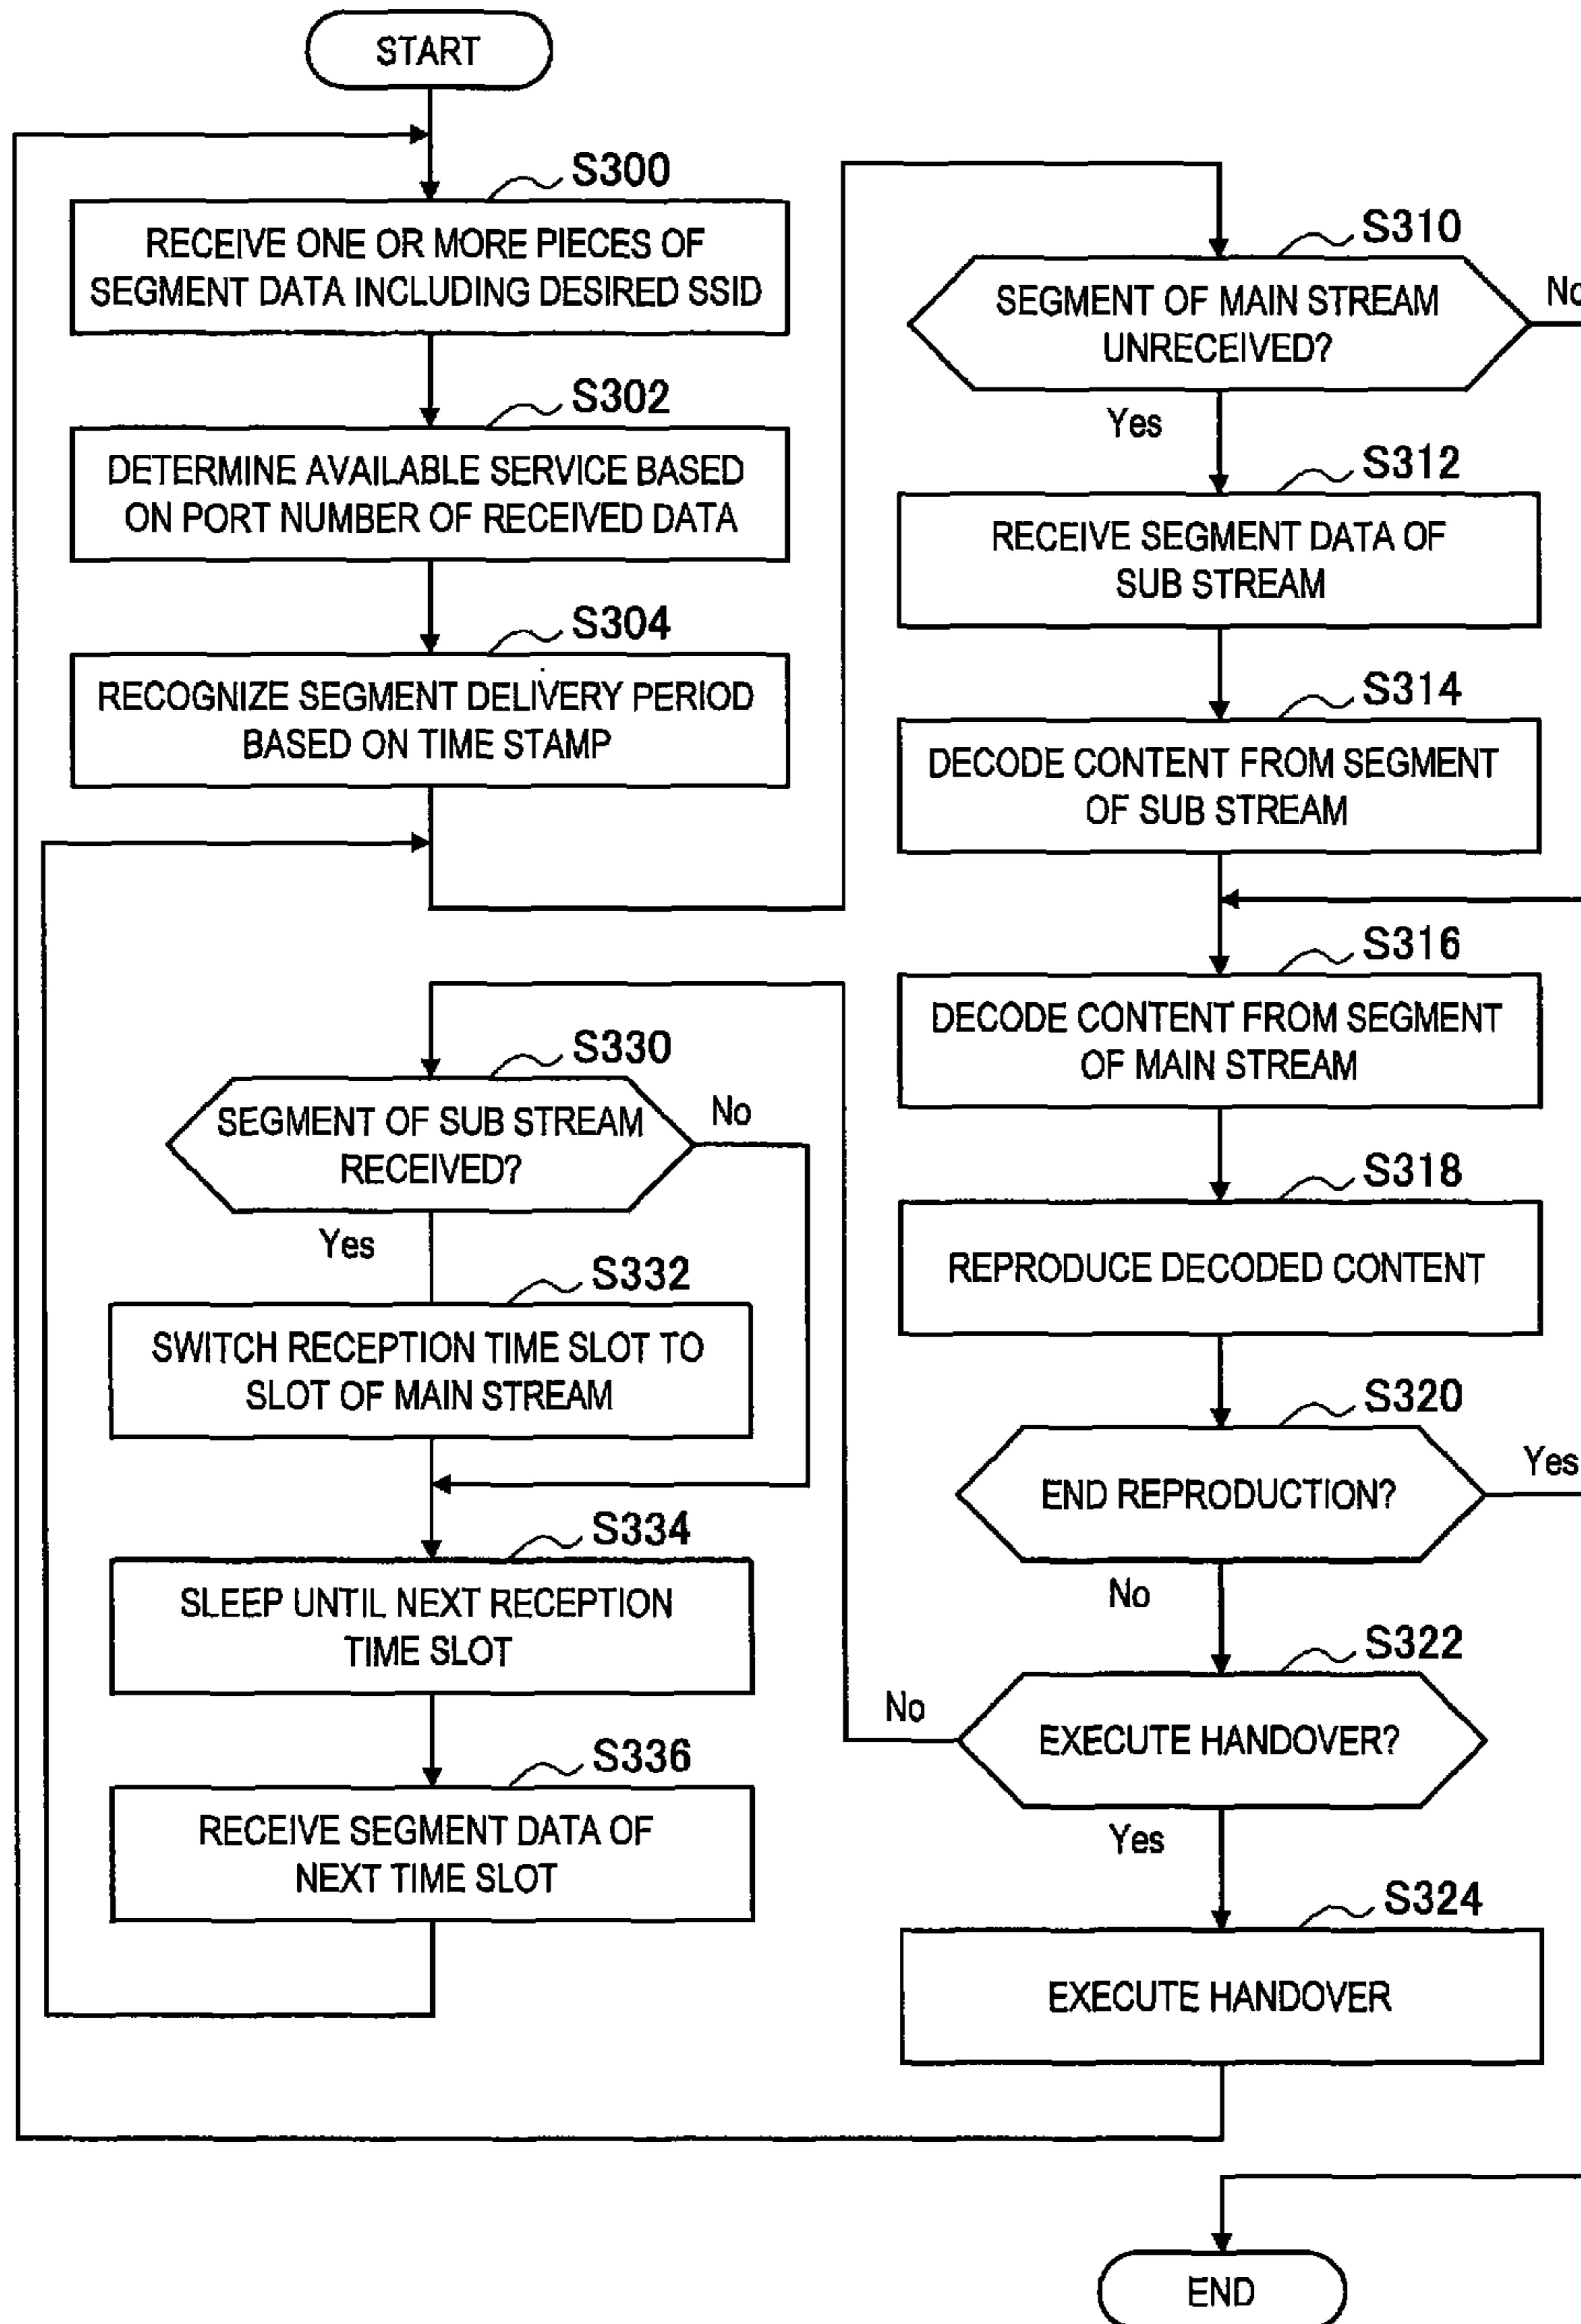 START
S300
RECEIVE ONE OR MORE PIECES OF
SEGMENT DATA INCLUDING DESIRED SSID
S302
DETERMINE AVAILABLE SERVICE BASED
ON PORT NUMBER OF RECEIVED DATA
S304
RECOGNIZE SEGMENT DELIVERY PERIOD
BASED ON TIME STAMP
S310
SEGMENT OF MAIN STREAM
UNRECEIVED?
No
Yes
S312
RECEIVE SEGMENT DATA OF
SUB STREAM
S314
DECODE CONTENT FROM SEGMENT
OF SUB STREAM
S316
DECODE CONTENT FROM SEGMENT
OF MAIN STREAM
S318
REPRODUCE DECODED CONTENT
S320
END REPRODUCTION?
Yes
No
S322
EXECUTE HANDOVER?
No
Yes
S324
EXECUTE HANDOVER
S330
SEGMENT OF SUB STREAM
RECEIVED?
No
Yes
S332
SWITCH RECEPTION TIME SLOT TO
SLOT OF MAIN STREAM
S334
SLEEP UNTIL NEXT RECEPTION
TIME SLOT
S336
RECEIVE SEGMENT DATA OF
NEXT TIME SLOT
END